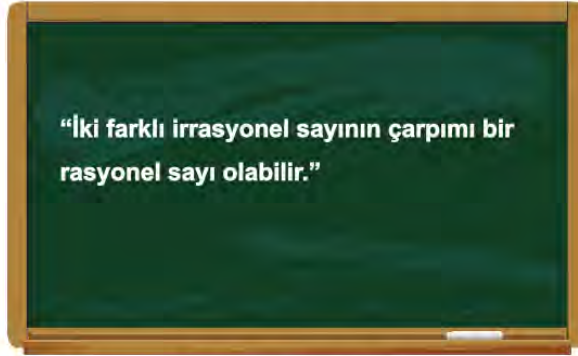 “İki farklı irrasyonel sayının çarpımı bir
rasyonel sayı olabilir.”